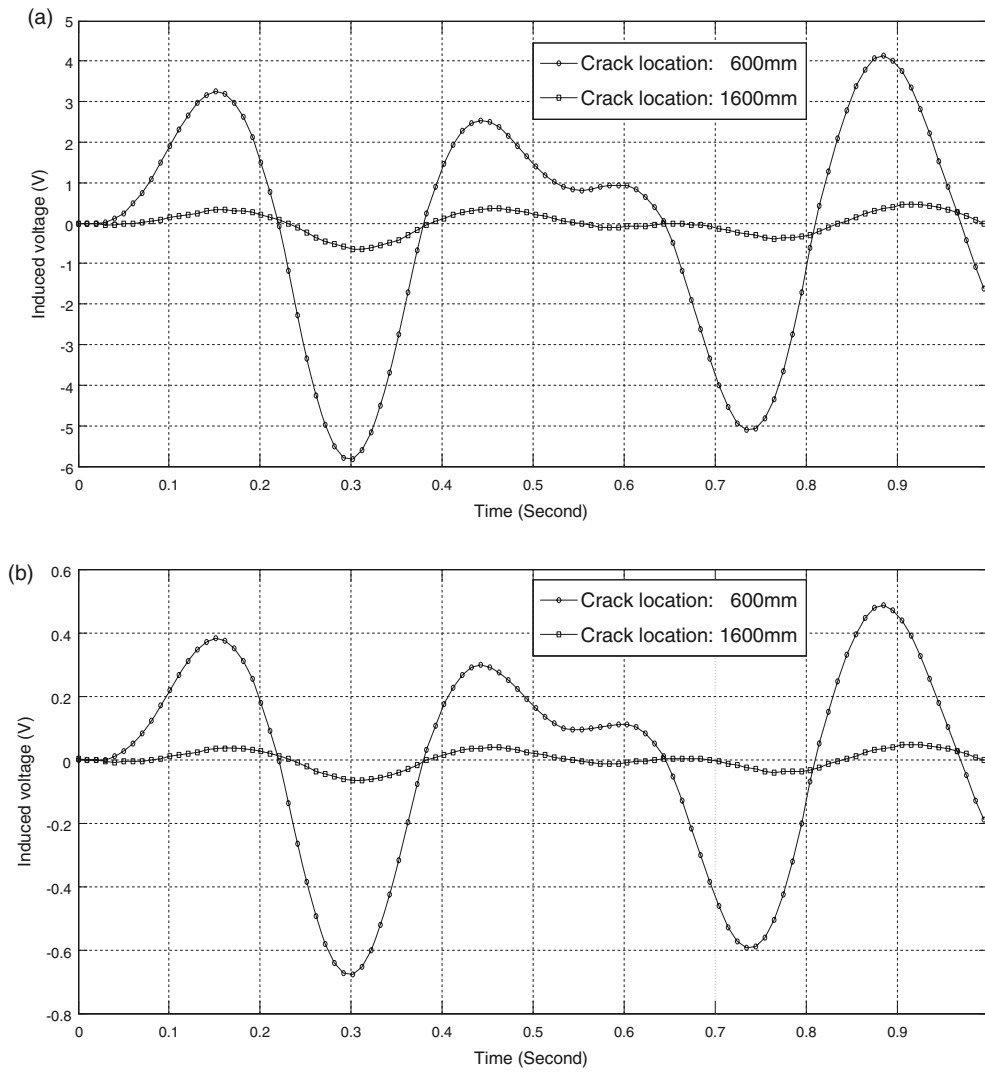 (a)
5
4
3
2
1
0
-1
-2
-3
-4
-5
-6
Induced voltage (V)
Crack location: 600mm
Crack location: 1600mm
0 0.1 0.2 0.3 0.4 0.5 0.6 0.7 0.8 0.9
Time (Second)
(b)
0.6
0.4
0.2
0
-0.2
-0.4
-0.6
-0.8
Induced voltage (V)
Crack location: 600mm
Crack location: 1600mm
0 0.1 0.2 0.3 0.4 0.5 0.6 0.7 0.8 0.9
Time (Second)